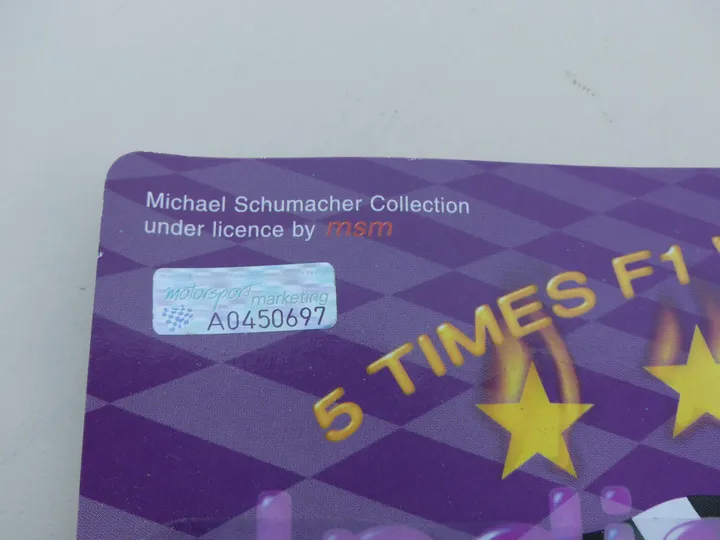 Michael Schumacher Collection
under licence by msm
motorsport
marketing
A0450697
5 TIMES F1